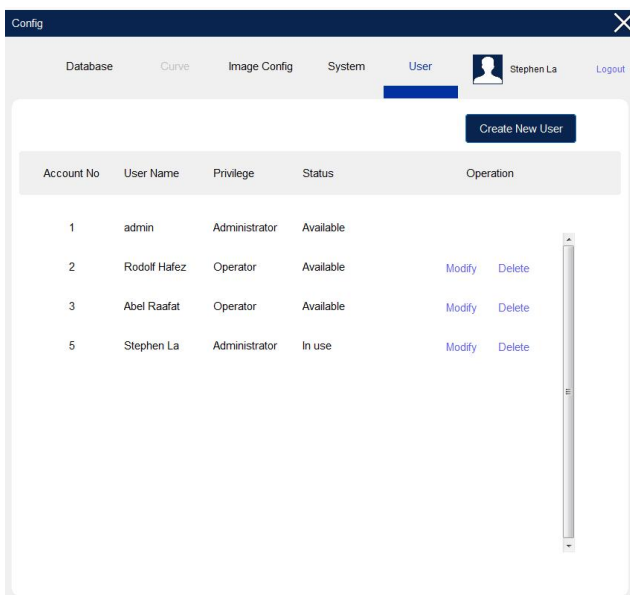 Config
Database Curve Image Config System User Stephen La Logout
Create New User
Account No User Name Privilege Status Operation
1 admin Administrator Available
2 Rodolf Hafez Operator Available Modify Delete
3 Abel Raafat Operator Available Modify Delete
5 Stephen La Administrator In use Modify Delete